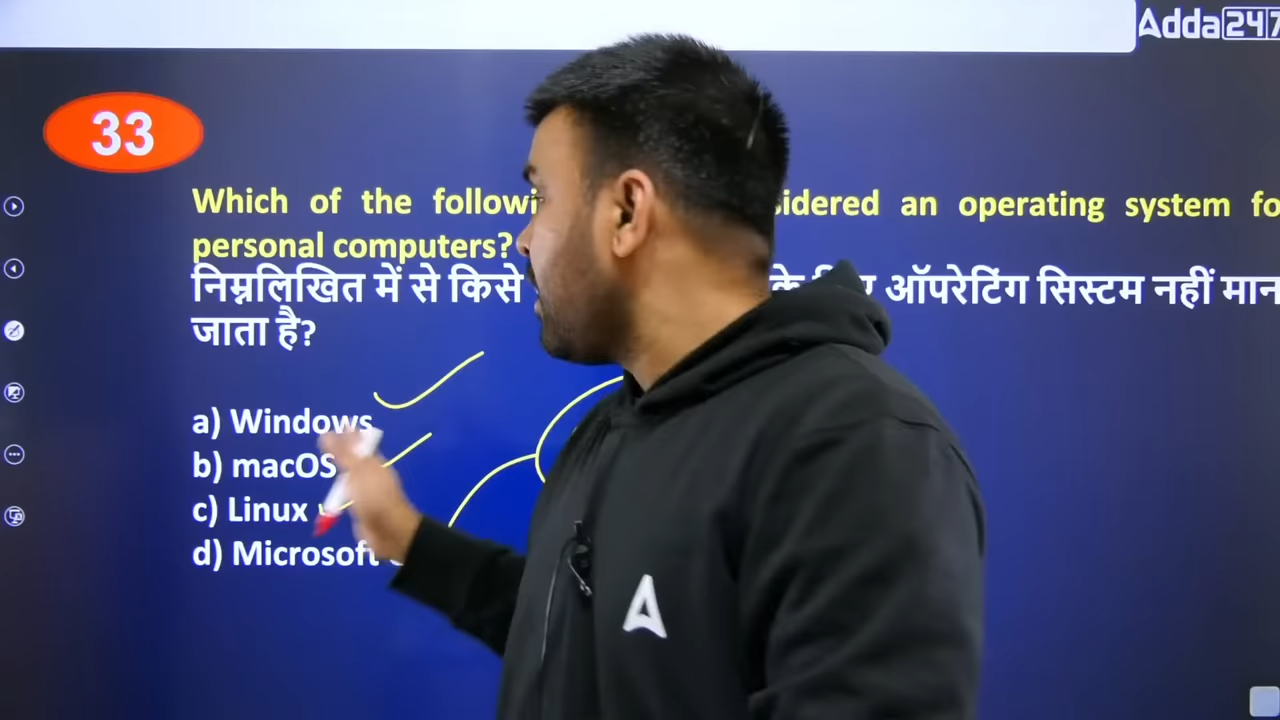 Adda247
33
Which of the followi sidered an operating system fo
personal computers?
निम्नलिखित में से किसे के ऑपरेटिंग सिस्टम नहीं मान
जाता है?
a) Windows
b) macOS
c) Linux
d) Microsoft